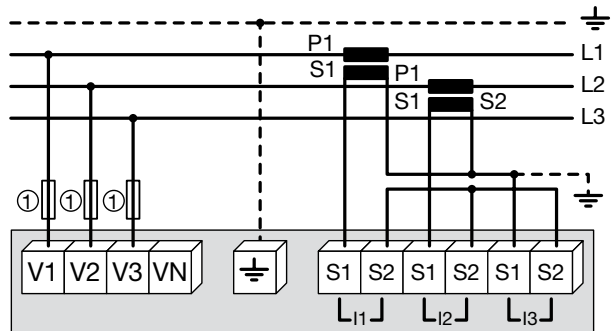 P1 L1
S1 P1 L2
S1 S2
L3
① ① ①
V1 V2 V3 VN S1 S2 S1 S2 S1 S2
I1 I2 I3